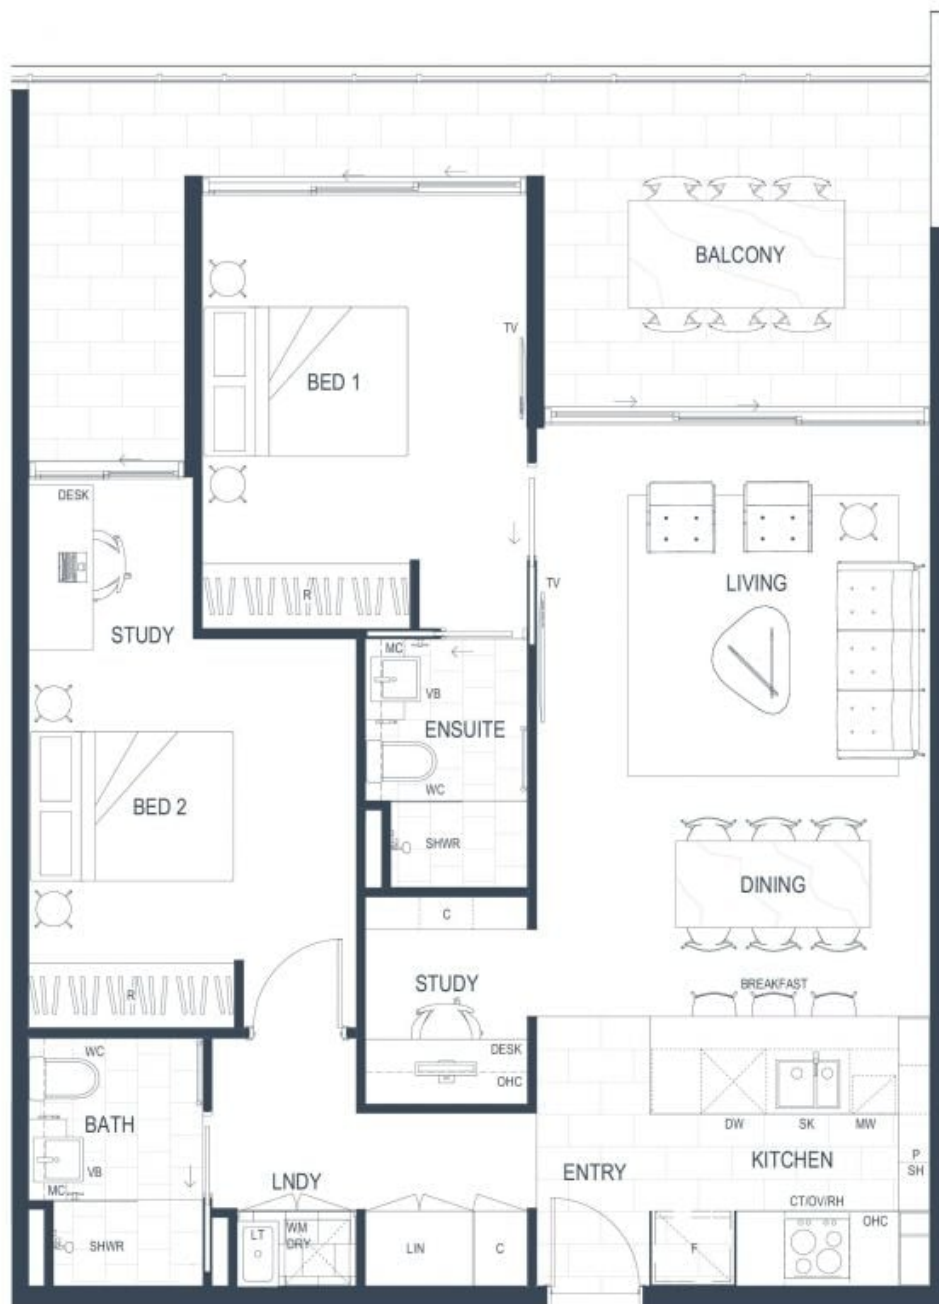 BALCONY
TV
BED 1
DESK
STUDY
R
TV
LIVING
MC
VB
ENSUITE
WC
SHWR
BED 2
R
C
STUDY
DESK
OHC
DINING
BREAKFAST
WC
BATH
VB
MC
SHWR
LNDY
LT
WM
DRY
LIN
C
ENTRY
DW
SK
MW
KITCHEN
P
SH
CT/OV/RH
OHC
F